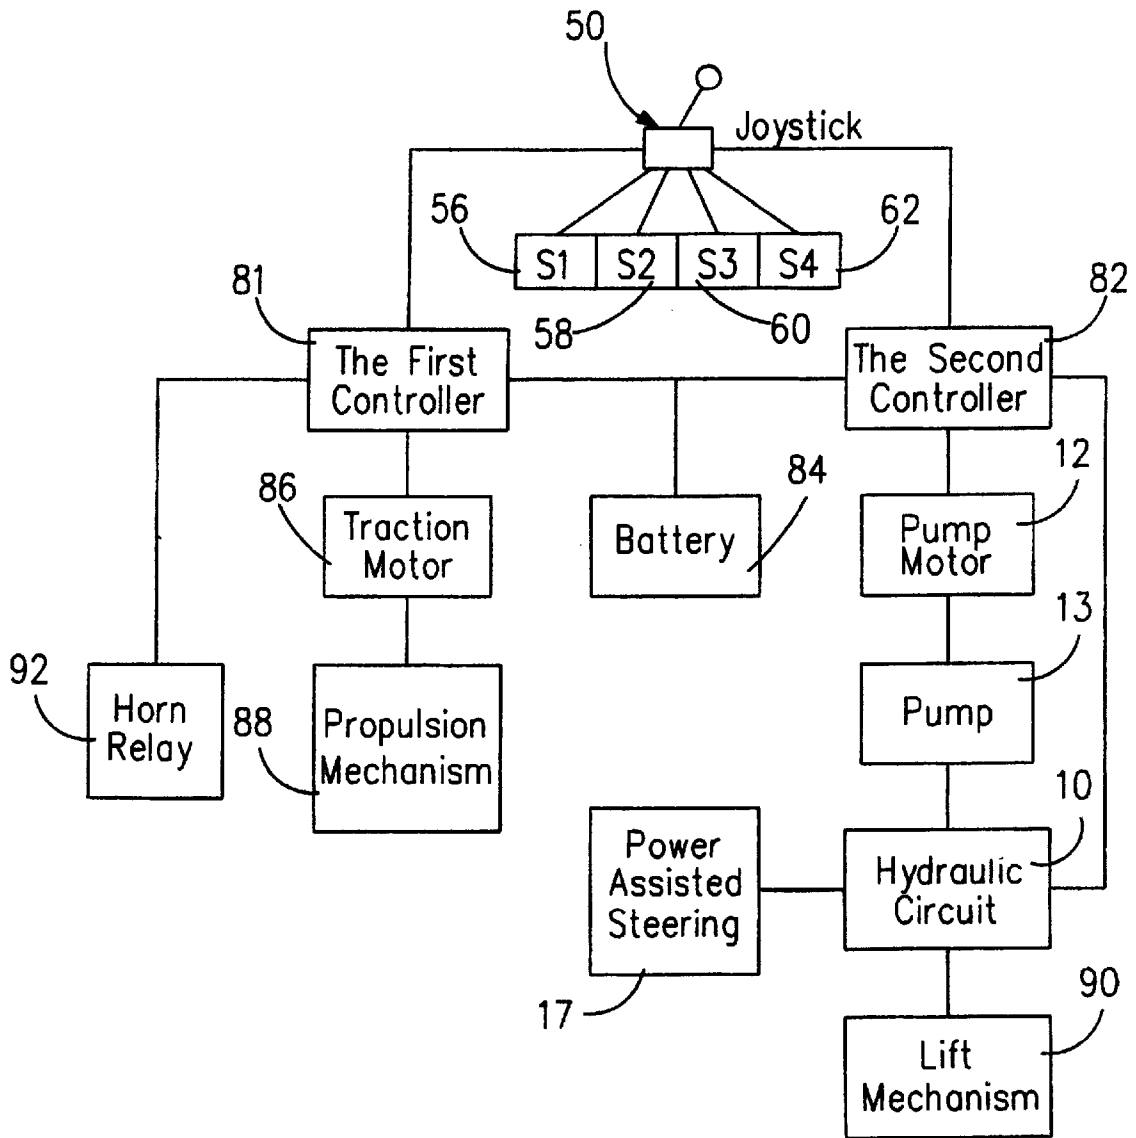 50
Joystick
56
62
S1 S2 S3 S4
58
60
81
82
The First
Controller
The Second
Controller
86
84
12
Traction
Motor
Battery
Pump
Motor
13
92
Horn
Relay
88
Propulsion
Mechanism
Pump
10
Power
Assisted
Steering
Hydraulic
Circuit
17
90
Lift
Mechanism